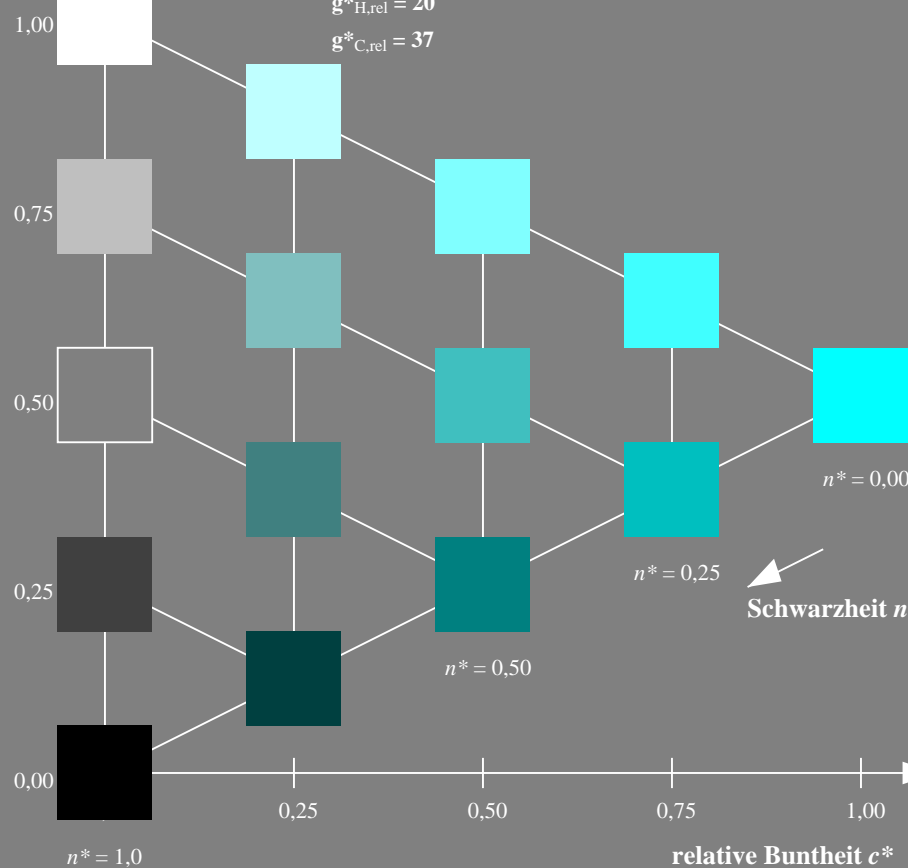 g*H,rel = 20
1,00
g*C,rel = 37
0,75
0,50
n* = 0,00
0,25
n* = 0,25
Schwarzheit n
n* = 0,50
0,00
0,25
0,50
0,75
1,00
n* = 1,0
relative Buntheit c*